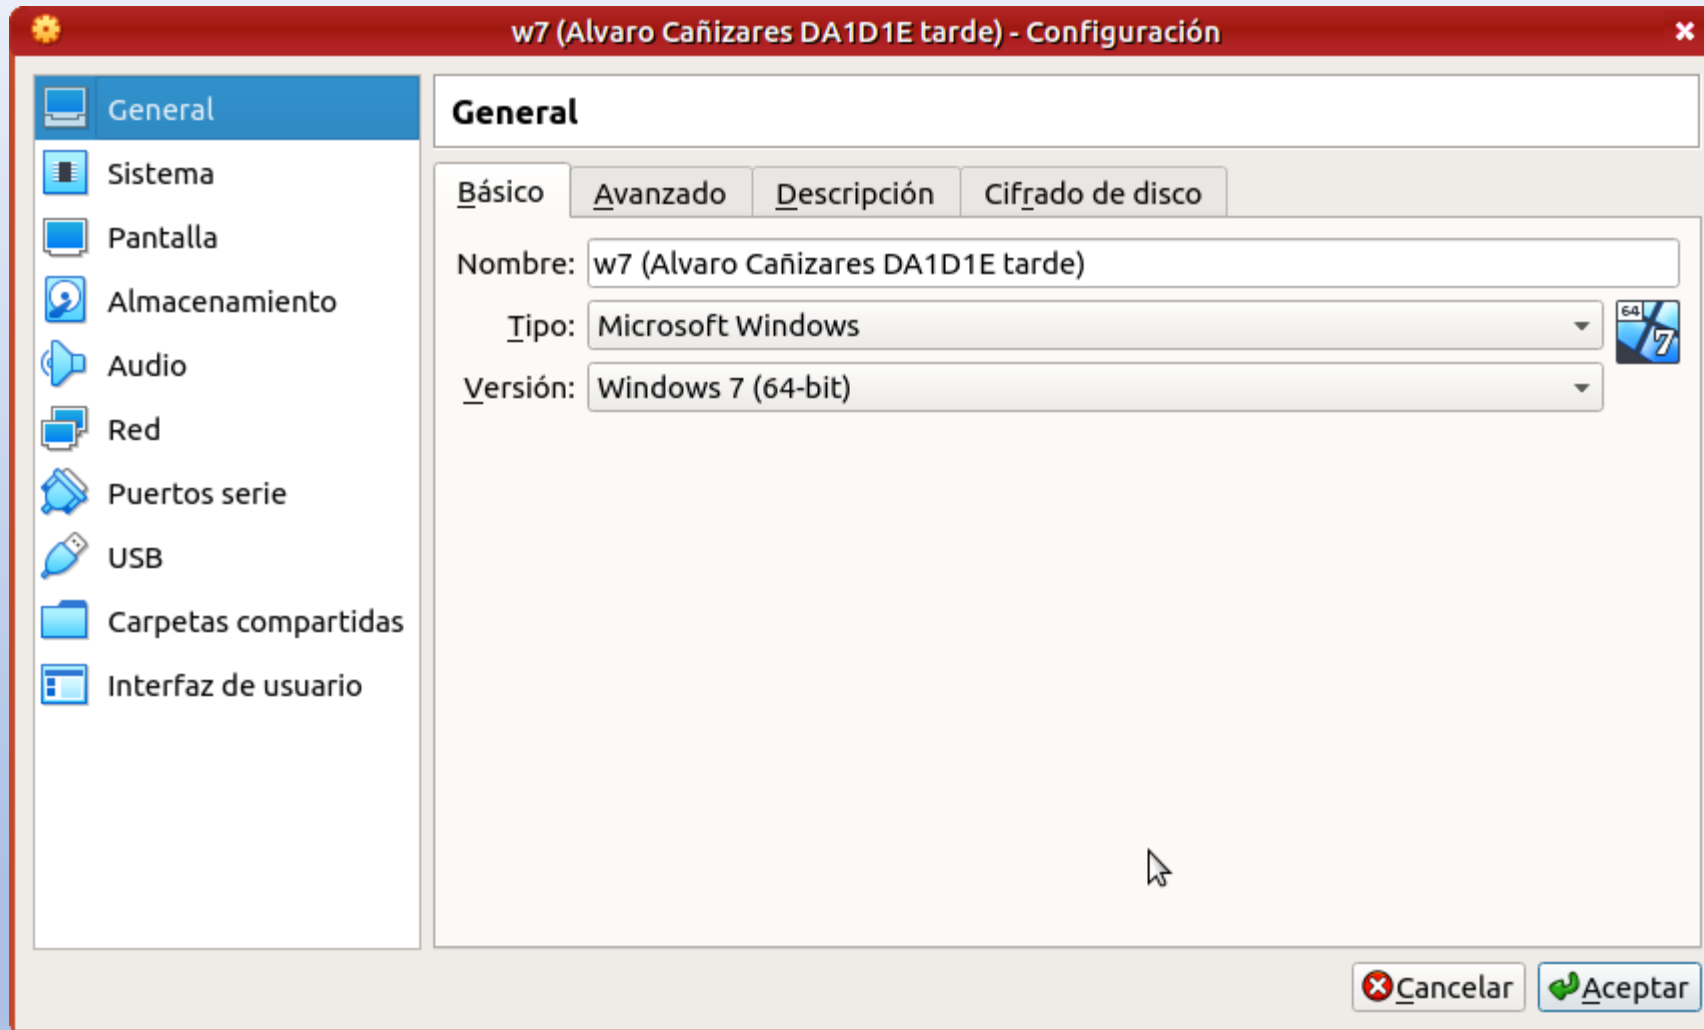 w7 (Alvaro Cañizares DA1D1E tarde) - Configuración
General
Sistema
Pantalla
Almacenamiento
Audio
Red
Puertos serie
USB
Carpetas compartidas
Interfaz de usuario
General
Básico Avanzado Descripción Cifrado de disco
Nombre: w7 (Alvaro Cañizares DA1D1E tarde)
Tipo: Microsoft Windows
64 7
Versión: Windows 7 (64-bit)
Cancelar Aceptar